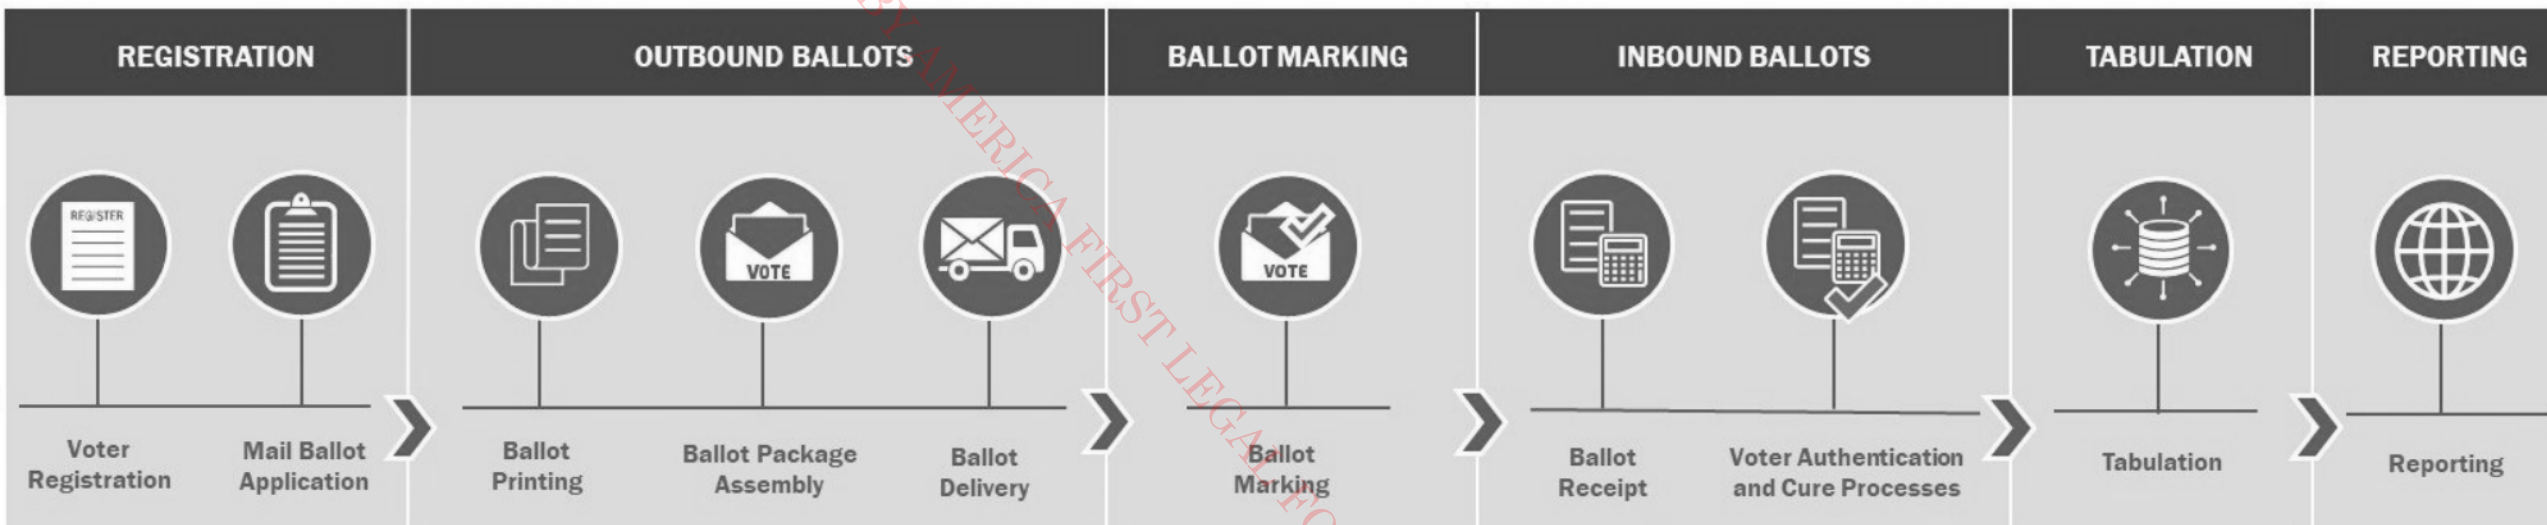 REGISTRATION
OUTBOUND BALLOTS
BALLOT MARKING
INBOUND BALLOTS
TABULATION
REPORTING
REGISTER
VOTE
VOTE
Voter
Registration
Mail Ballot
Application
Ballot
Printing
Ballot Package
Assembly
Ballot
Delivery
Ballot
Marking
Ballot
Receipt
Voter Authentication
and Cure Processes
Tabulation
Reporting
BY AMERICA FIRST LEGAL FO